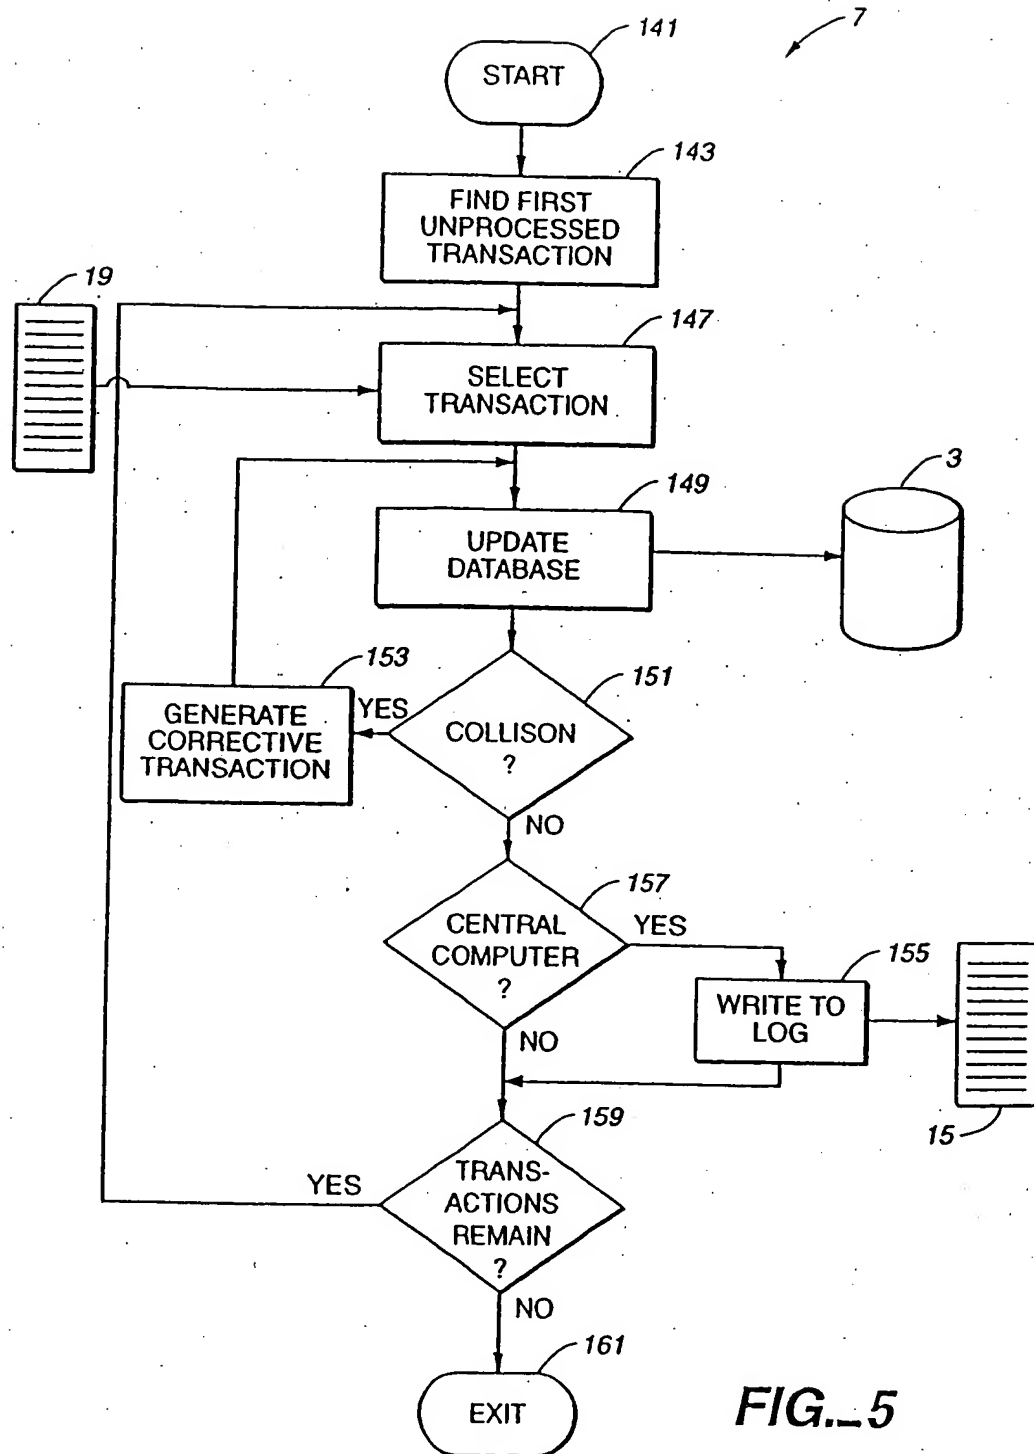 7
141
START
143
FIND FIRST
UNPROCESSED
TRANSACTION
19
147
SELECT
TRANSACTION
3
149
UPDATE
DATABASE
153
151
GENERATE
CORRECTIVE
TRANSACTION
YES
COLLISON
?
NO
157
CENTRAL
COMPUTER
?
YES
155
WRITE TO
LOG
NO
15
159
YES
TRANS-
ACTIONS
REMAIN
?
NO
161
EXIT
FIG._5